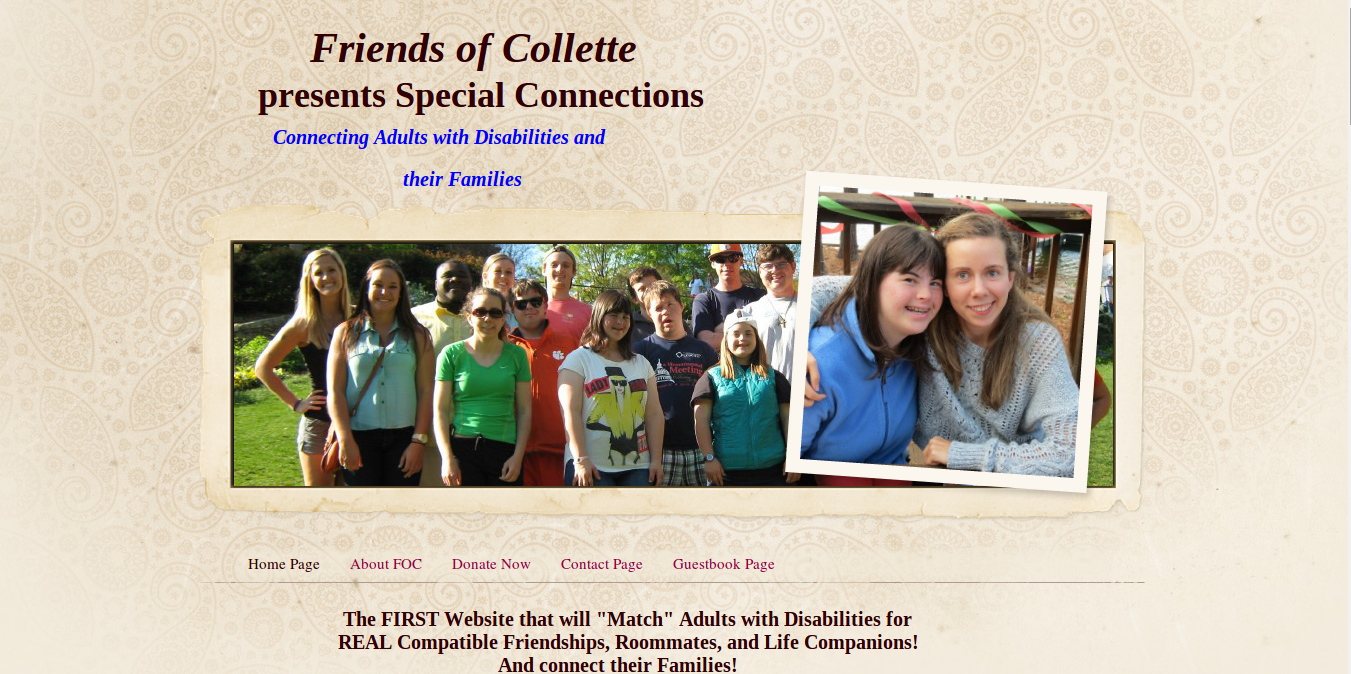 Friends of Collette
presents Special Connections
Connecting Adults with Disabilities and
their Families
Meeting
Home Page
About FOC
Donate Now
Contact Page
Guestbook Page
The FIRST Website that will "Match" Adults with Disabilities for
REAL Compatible Friendships, Roommates, and Life Companions!
And connect their Families!